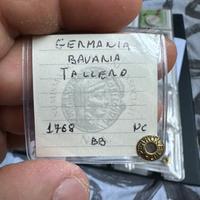 GERMANIA
BAVARIA
TALLERO
1768 NC
BB